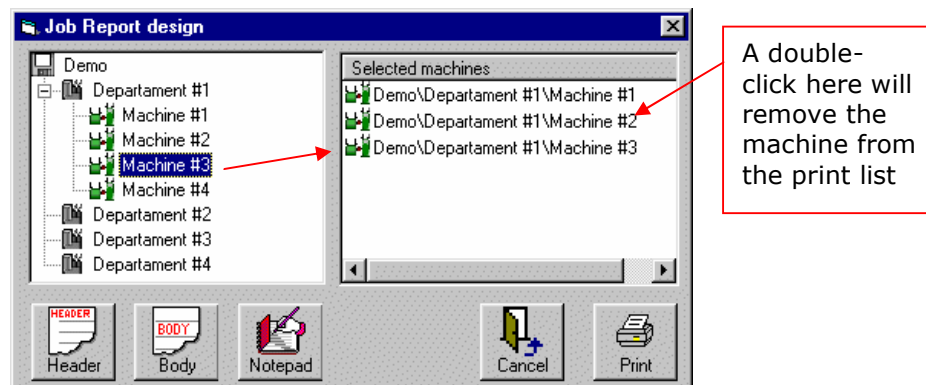 Job Report design
Demo
Departament #1
Machine #1
Machine #2
Machine #3
Machine #4
Departament #2
Departament #3
Departament #4
Selected machines
Demo\Departament #1\Machine #1
Demo\Departament #1\Machine #2
Demo\Departament #1\Machine #3
HEADER
Header
BODY
Body
Notepad
Cancel
Print
A double-
click here will
remove the
machine from
the print list